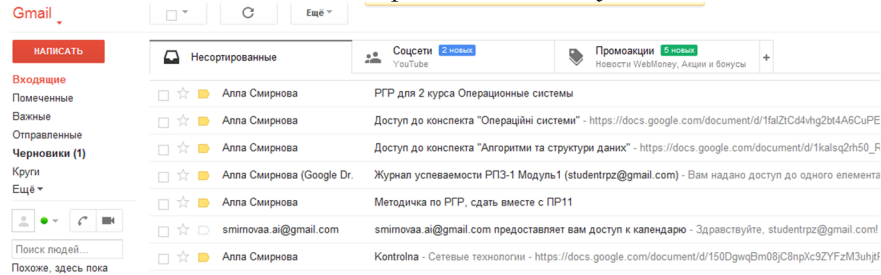 Gmail
Ещё
НАПИСАТЬ
Входящие
Помеченные
Важные
Отправленные
Черновики (1)
Круги
Ещё
Поиск людей...
Похоже, здесь пока
Несортированные
Соцсети 2 новых
YouTube
Промоакции 5 новых
Новости WebMoney, Акции и бонусы
+
Алла Смирнова РГР для 2 курса Операционные системы
Алла Смирнова Доступ до конспекта "Операційні системи" - https://docs.google.com/document/d/1falZtCd4vhg2bt4A6CuPE
Алла Смирнова Доступ до конспекта "Алгоритми та структури даних" - https://docs.google.com/document/d/1kalsq2rh50_R
Алла Смирнова (Google Dr. Журнал успеваемости РПЗ-1 Модуль1 (studentrpz@gmail.com) - Вам надано доступ до одного елемента
Алла Смирнова Методичка по РГР, сдать вместе с ПР11
smirnovaa.ai@gmail.com smirnovaa.ai@gmail.com предоставляет вам доступ к календарю - Здравствуйте, studentrpz@gmail.com!
Алла Смирнова Kontrolna - Сетевые технологии - https://docs.google.com/document/d/150DgwqBm08jC8npXc9ZYFzM3uhjtF